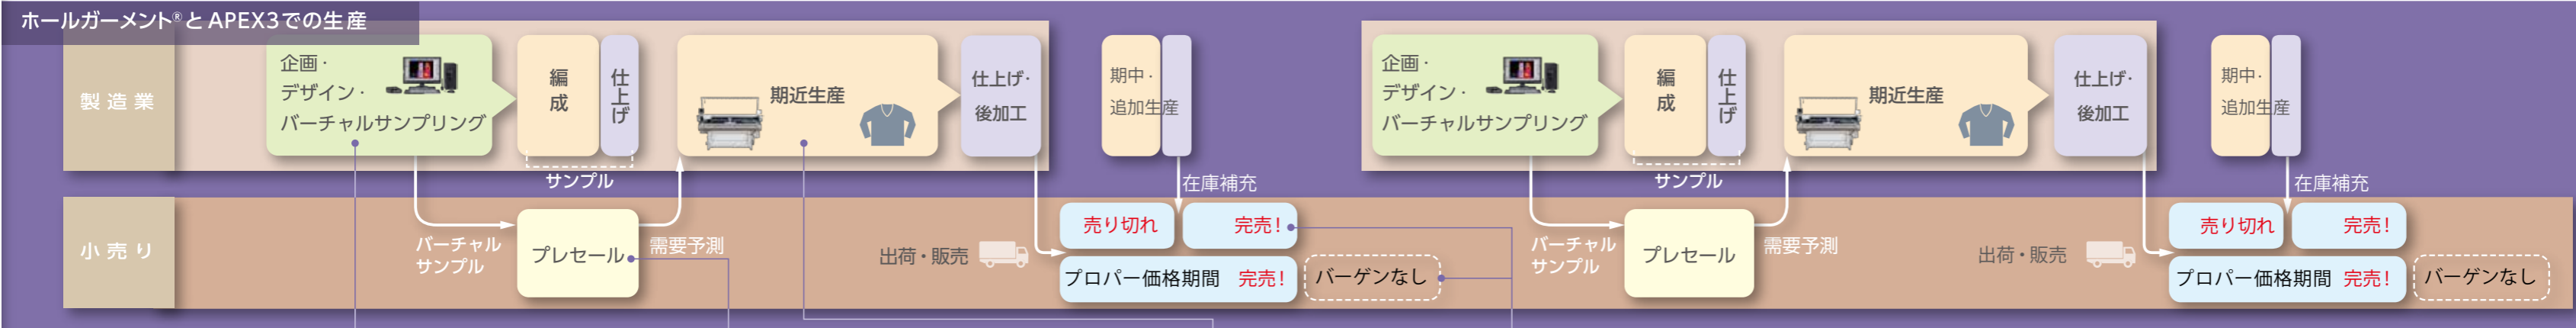 ホールガーメント®とAPEX3での生産
製造業
企画・
デザイン・
バーチャルサンプリング
編成
仕上げ
サンプル
期近生産
仕上げ・
後加工
期中・
追加生産
在庫補充
企画・
デザイン・
バーチャルサンプリング
編成
仕上げ
サンプル
期近生産
仕上げ・
後加工
期中・
追加生産
在庫補充
小売り
バーチャル
サンプル
プレセール
需要予測
出荷・販売
売り切れ
完売!
プロパー価格期間 完売!
バーゲンなし
バーチャル
サンプル
プレセール
需要予測
出荷・販売
売り切れ
完売!
プロパー価格期間 完売!
バーゲンなし